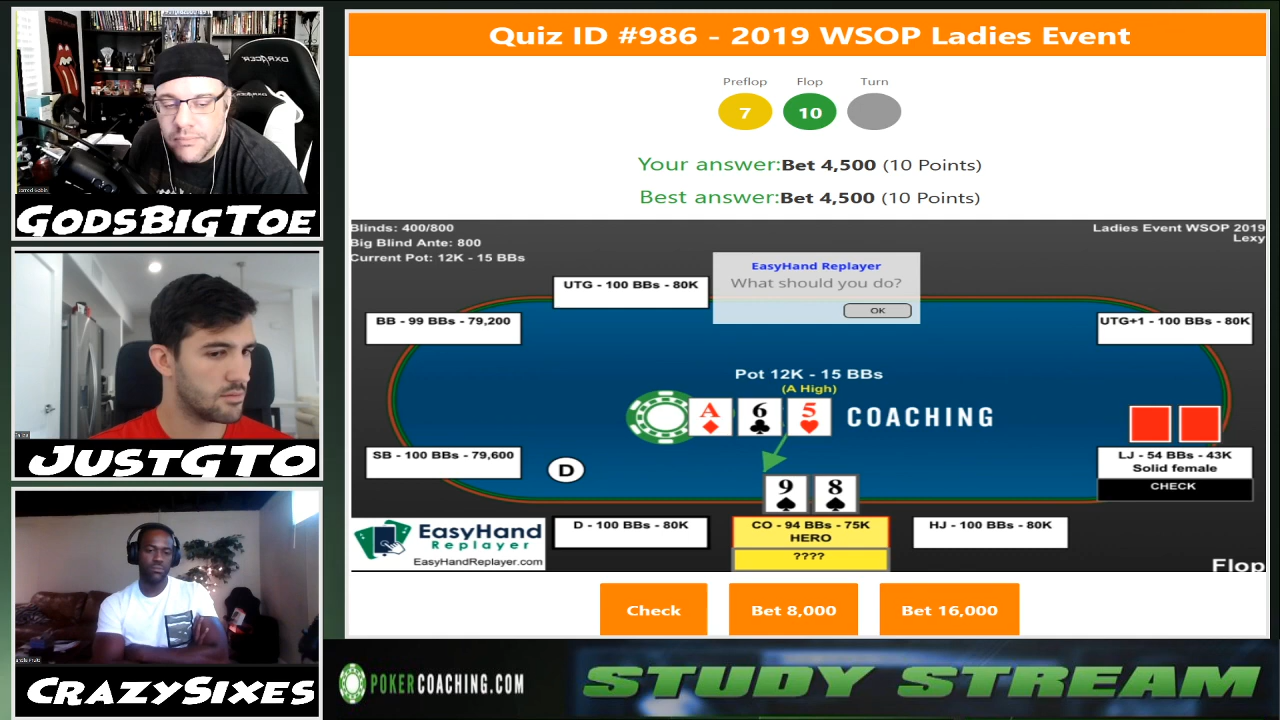 GODSBIGTOE
JUSTGTO
CRAZYSIXES
Quiz ID #986 - 2019 WSOP Ladies Event
Preflop Flop Turn
7 10
Your answer:Bet 4,500 (10 Points)
Best answer:Bet 4,500 (10 Points)
Blinds: 400/800
Big Blind Ante: 800
Current Pot: 12K - 15 BBs
Ladies Event WSOP 2019
Lexy
EasyHand Replayer
What should you do?
OK
UTG - 100 BBs - 80K
BB - 99 BBs - 79,200
UTG+1 - 100 BBs - 80K
Pot 12K - 15 BBs
(A High)
A 6 5
COACHING
SB - 100 BBs - 79,600
D
9 8
LJ - 54 BBs - 43K
Solid female
CHECK
EasyHand
Replayer
EasyHandReplayer.com
D - 100 BBs - 80K
CO - 94 BBs - 75K
HERO
????
HJ - 100 BBs - 80K
Flop
Check
Bet 8,000
Bet 16,000
POKERCOACHING.COM
STUDY STREAM